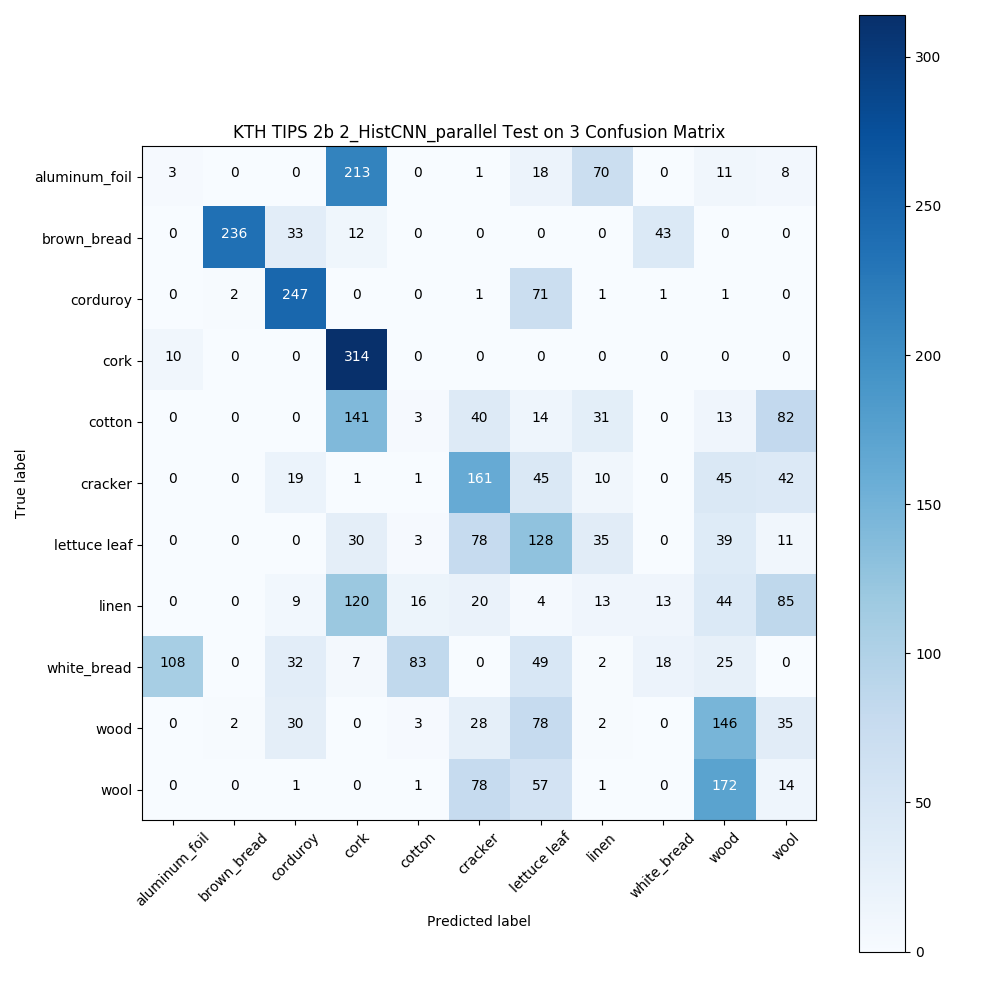 KTH TIPS 2b 2_HistCNN_parallel Test on 3 Confusion Matrix
aluminum_foil 3 0 0 213 0 1 18 70 0 11 8
brown_bread 0 236 33 12 0 0 0 0 43 0 0
corduroy 0 2 247 0 0 1 71 1 1 1 0
cork 10 0 0 314 0 0 0 0 0 0 0
cotton 0 0 0 141 3 40 14 31 0 13 82
cracker 0 0 19 1 1 161 45 10 0 45 42
lettuce leaf 0 0 0 30 3 78 128 35 0 39 11
linen 0 0 9 120 16 20 4 13 13 44 85
white_bread 108 0 32 7 83 0 49 2 18 25 0
wood 0 2 30 0 3 28 78 2 0 146 35
wool 0 0 1 0 1 78 57 1 0 172 14
True label
aluminum_foil brown_bread corduroy cork cotton cracker lettuce leaf linen white_bread wood wool
Predicted label
300
250
200
150
100
50
0